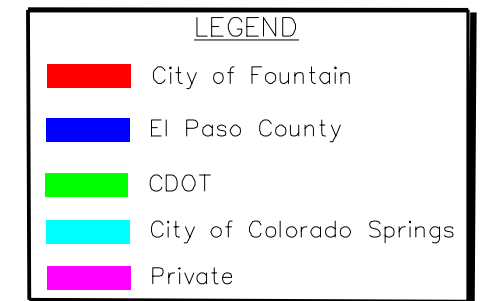 LEGEND
City of Fountain
El Paso County
CDOT
City of Colorado Springs
Private